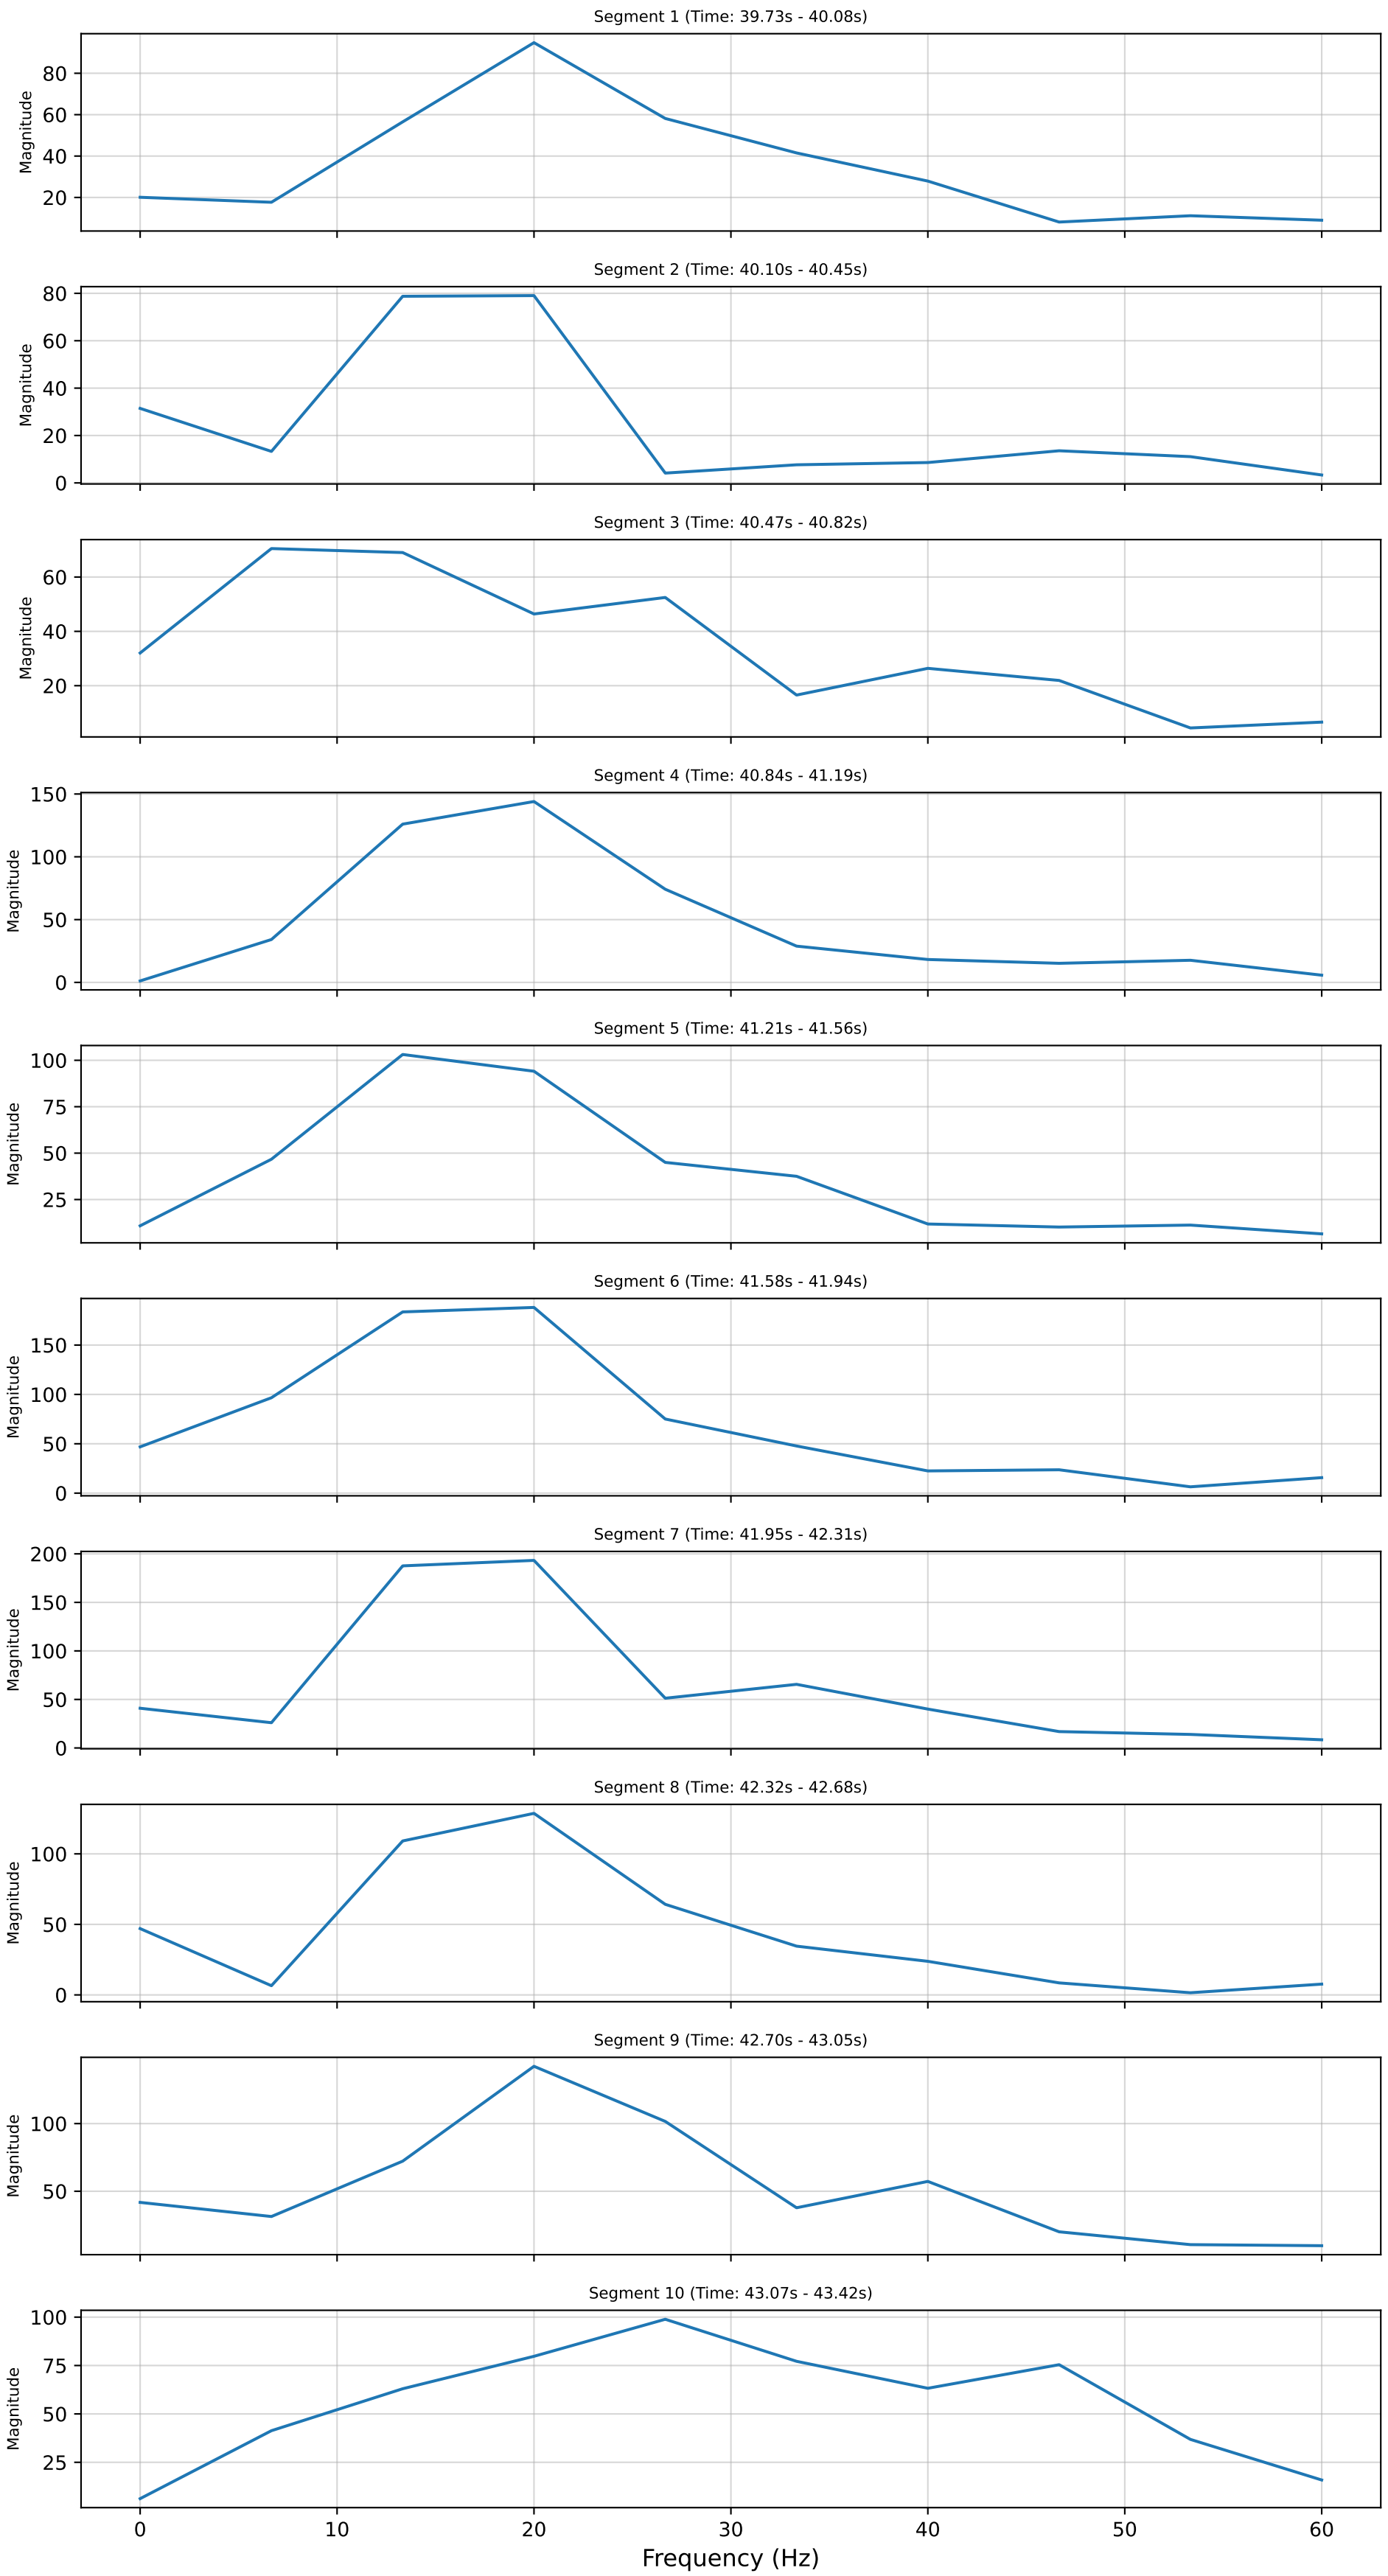 Segment 1 (Time: 39.73s - 40.08s)
80
60
40
20
Magnitude
Segment 2 (Time: 40.10s - 40.45s)
80
60
40
20
0
Magnitude
Segment 3 (Time: 40.47s - 40.82s)
60
40
20
Magnitude
Segment 4 (Time: 40.84s - 41.19s)
150
100
50
0
Magnitude
Segment 5 (Time: 41.21s - 41.56s)
100
75
50
25
Magnitude
Segment 6 (Time: 41.58s - 41.94s)
150
100
50
0
Magnitude
Segment 7 (Time: 41.95s - 42.31s)
200
150
100
50
0
Magnitude
Segment 8 (Time: 42.32s - 42.68s)
100
50
0
Magnitude
Segment 9 (Time: 42.70s - 43.05s)
100
50
Magnitude
Segment 10 (Time: 43.07s - 43.42s)
100
75
50
25
Magnitude
0 10 20 30 40 50 60
Frequency (Hz)